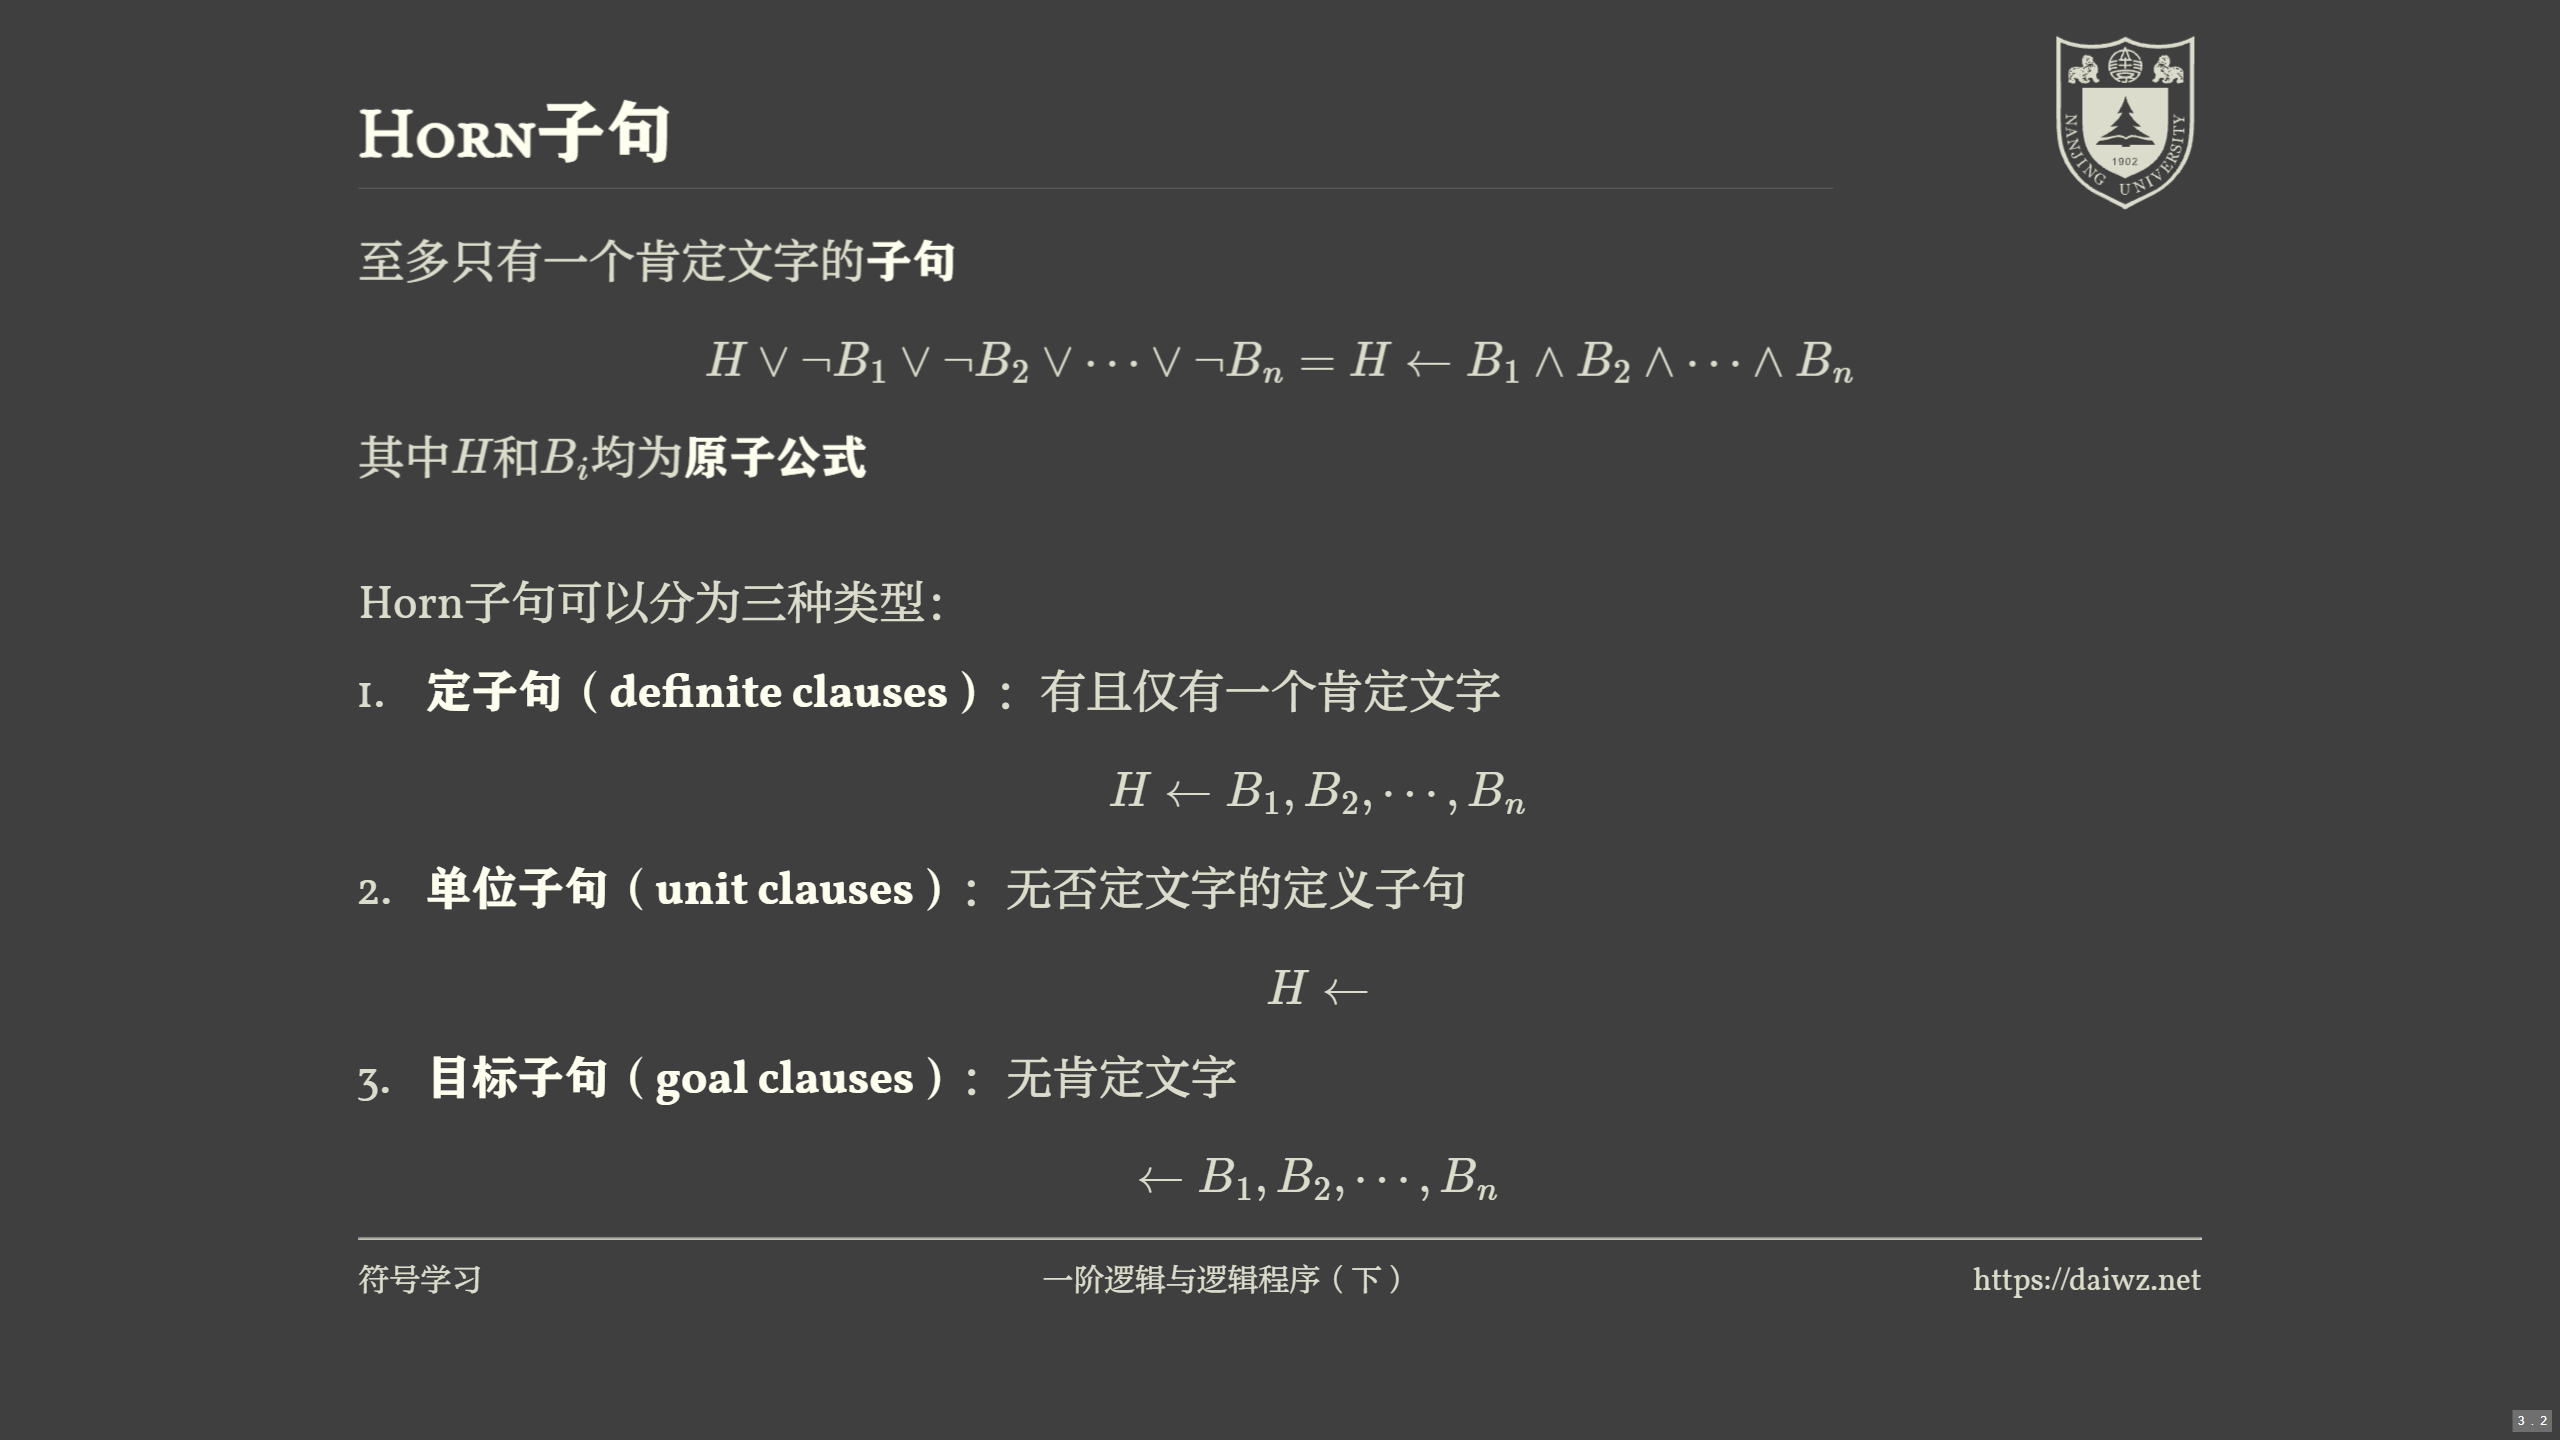 Horn子句
NANJING UNIVERSITY
1902
至多只有一个肯定文字的子句
H ∨ ¬B₁ ∨ ¬B₂ ∨ ⋯ ∨ ¬Bₙ = H ← B₁ ∧ B₂ ∧ ⋯ ∧ Bₙ
其中H和Bᵢ均为原子公式
Horn子句可以分为三种类型：
1. 定子句（definite clauses）：有且仅有一个肯定文字
H ← B₁, B₂, ⋯, Bₙ
2. 单位子句（unit clauses）：无否定文字的定义子句
H ←
3. 目标子句（goal clauses）：无肯定文字
← B₁, B₂, ⋯, Bₙ
符号学习 一阶逻辑与逻辑程序（下） https://daiwz.net
3 . 2